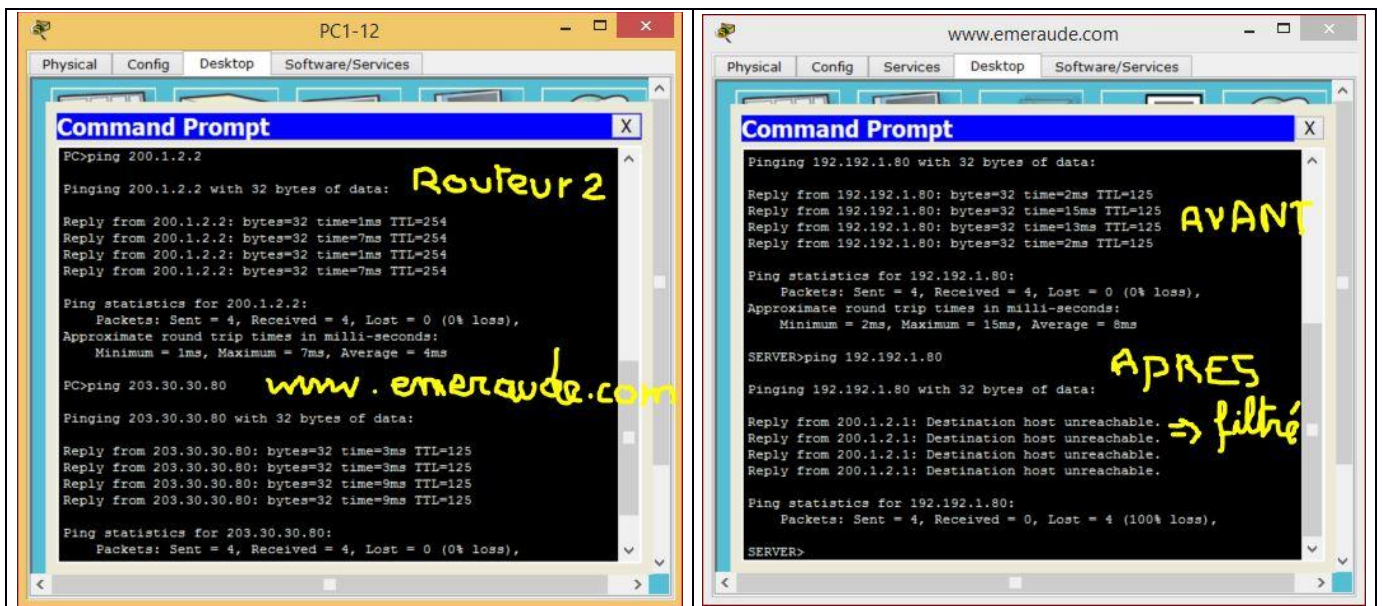 PC1-12
Physical Config Desktop Software/Services
Command Prompt X
PC>ping 200.1.2.2
Pinging 200.1.2.2 with 32 bytes of data:
Routeur 2
Reply from 200.1.2.2: bytes=32 time=1ms TTL=254
Reply from 200.1.2.2: bytes=32 time=7ms TTL=254
Reply from 200.1.2.2: bytes=32 time=1ms TTL=254
Reply from 200.1.2.2: bytes=32 time=7ms TTL=254
Ping statistics for 200.1.2.2:
Packets: Sent = 4, Received = 4, Lost = 0 (0% loss),
Approximate round trip times in milli-seconds:
Minimum = 1ms, Maximum = 7ms, Average = 4ms
PC>ping 203.30.30.80
www.emeraude.com
Pinging 203.30.30.80 with 32 bytes of data:
Reply from 203.30.30.80: bytes=32 time=3ms TTL=125
Reply from 203.30.30.80: bytes=32 time=3ms TTL=125
Reply from 203.30.30.80: bytes=32 time=9ms TTL=125
Reply from 203.30.30.80: bytes=32 time=9ms TTL=125
Ping statistics for 203.30.30.80:
Packets: Sent = 4, Received = 4, Lost = 0 (0% loss),
www.emeraude.com
Physical Config Services Desktop Software/Services
Command Prompt X
Pinging 192.192.1.80 with 32 bytes of data:
Reply from 192.192.1.80: bytes=32 time=2ms TTL=125
Reply from 192.192.1.80: bytes=32 time=15ms TTL=125
Reply from 192.192.1.80: bytes=32 time=13ms TTL=125
Reply from 192.192.1.80: bytes=32 time=2ms TTL=125
AVANT
Ping statistics for 192.192.1.80:
Packets: Sent = 4, Received = 4, Lost = 0 (0% loss),
Approximate round trip times in milli-seconds:
Minimum = 2ms, Maximum = 15ms, Average = 8ms
SERVER>ping 192.192.1.80
APRES
Pinging 192.192.1.80 with 32 bytes of data:
Reply from 200.1.2.1: Destination host unreachable.
Reply from 200.1.2.1: Destination host unreachable.
=> filtré
Reply from 200.1.2.1: Destination host unreachable.
Reply from 200.1.2.1: Destination host unreachable.
Ping statistics for 192.192.1.80:
Packets: Sent = 4, Received = 0, Lost = 4 (100% loss),
SERVER>